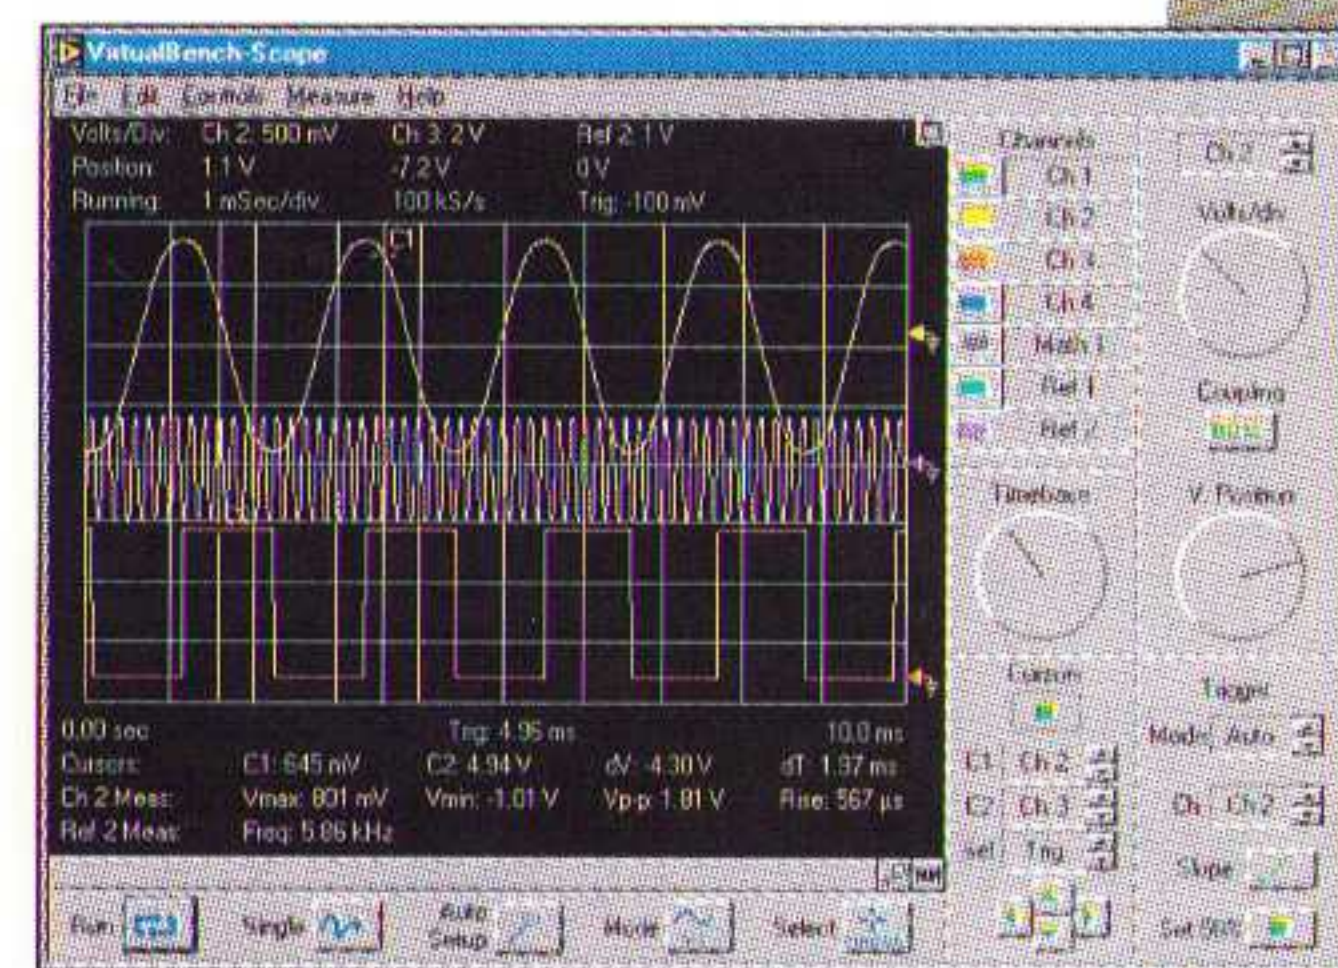 VirtualBench-Scope
File Edit Controls Measure Help
Volts/Div: Ch 2: 500 mV Ch 3: 2 V Ref 2: 1 V
Position: 1.1 V -7.2 V 0 V
Running: 1 mSec/div 100 kS/s Trig: -100 mV
0.00 sec Trig: 4.95 ms 10.0 ms
Cursors: C1: 645 mV C2: 4.94 V dV: -4.30 V dT: 1.97 ms
Ch 2 Meas: Vmax: 801 mV Vmin: -1.01 V Vp-p: 1.81 V Rise: 567 µs
Ref 2 Meas: Freq: 5.86 kHz
Run Single Auto Setup Mode Select
Channels
Ch 1
Ch 2
Ch 3
Ch 4
Math 1
Ref 1
Ref 2
Timebase
Cursors
C1 Ch 2
C2 Ch 3
sel Trig
Ch 2
Volts/div
Coupling
V. Position
Trigger
Mode Auto
Ch Ch 2
Slope
Set 50%